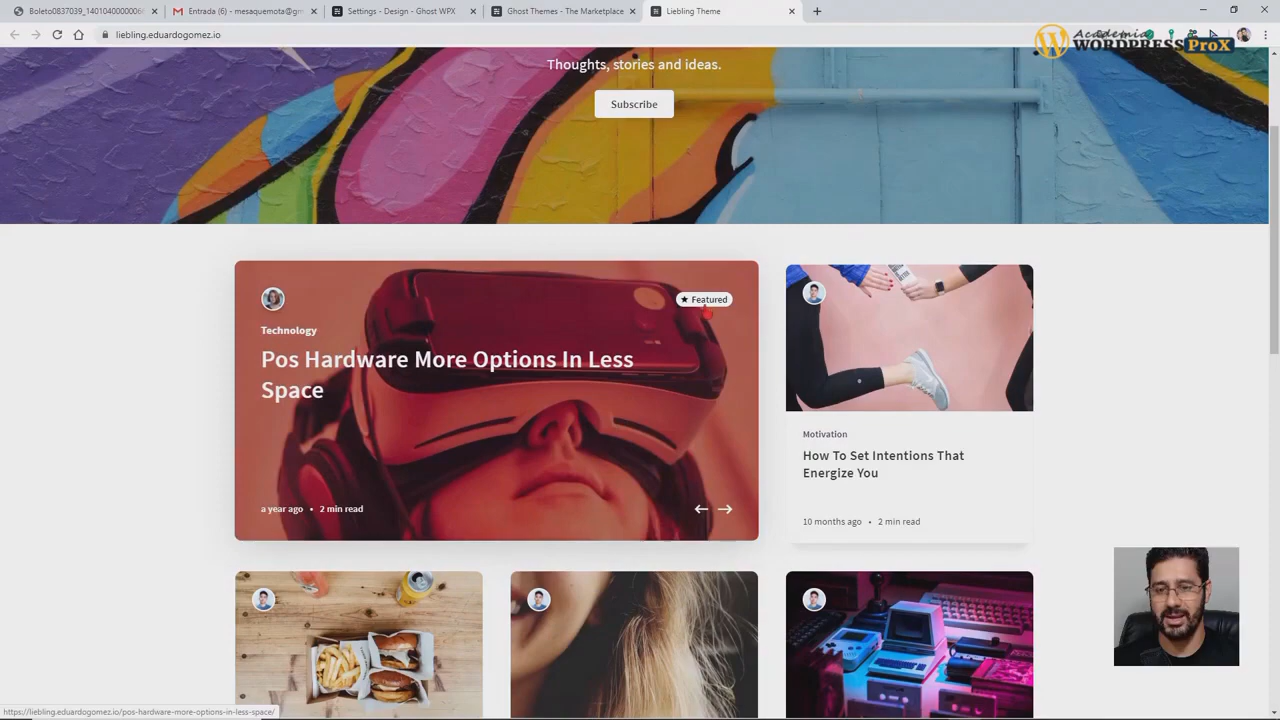 Boleto0837039_10104000000006
Entrada (6) - mesaquemota@gm
Settings - Design - Ghost WPX
Ghost Themes - The Marketplace
Liebling Theme
liebling.eduardogomez.io
Academia
WORDPRESS ProX
Thoughts, stories and ideas.
Subscribe
★ Featured
Technology
Pos Hardware More Options In Less
Space
a year ago • 2 min read
Motivation
How To Set Intentions That
Energize You
10 months ago • 2 min read
https://liebling.eduardogomez.io/pos-hardware-more-options-in-less-space/